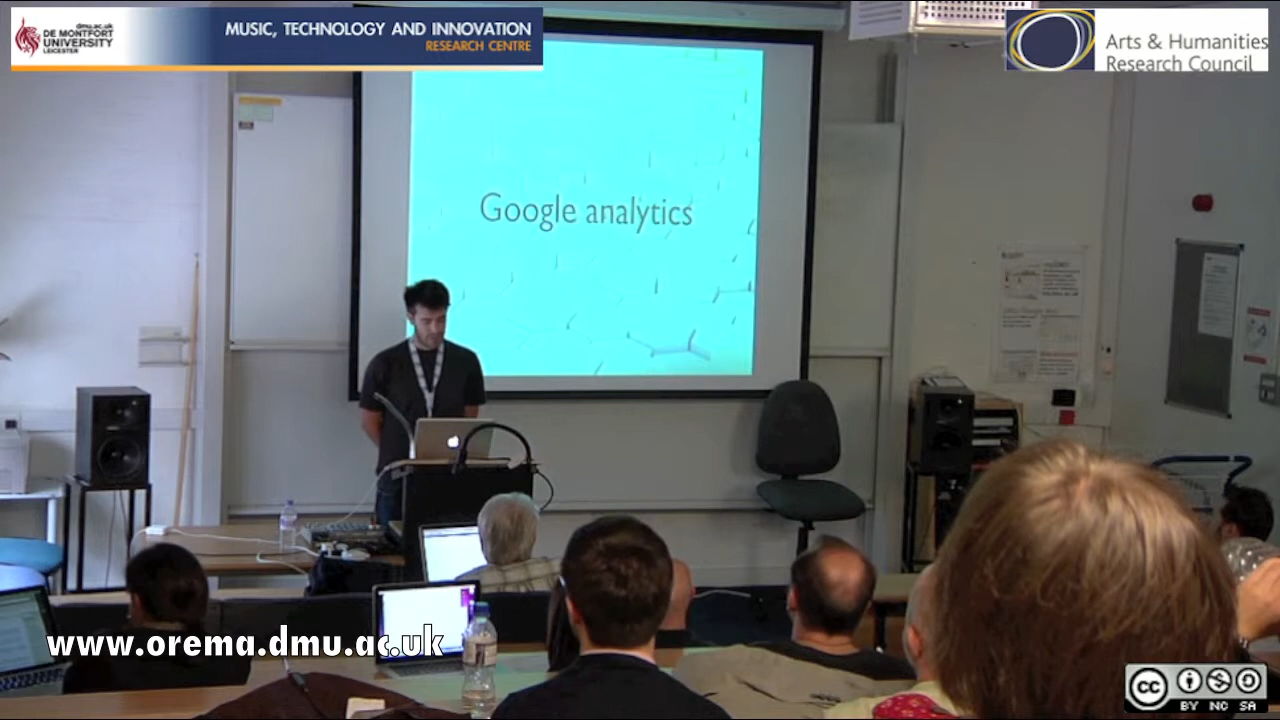 dmu.ac.uk
DE MONTFORT
UNIVERSITY
LEICESTER
MUSIC, TECHNOLOGY AND INNOVATION
RESEARCH CENTRE
Arts & Humanities
Research Council
Google analytics
www.orema.dmu.ac.uk
cc
BY NC SA